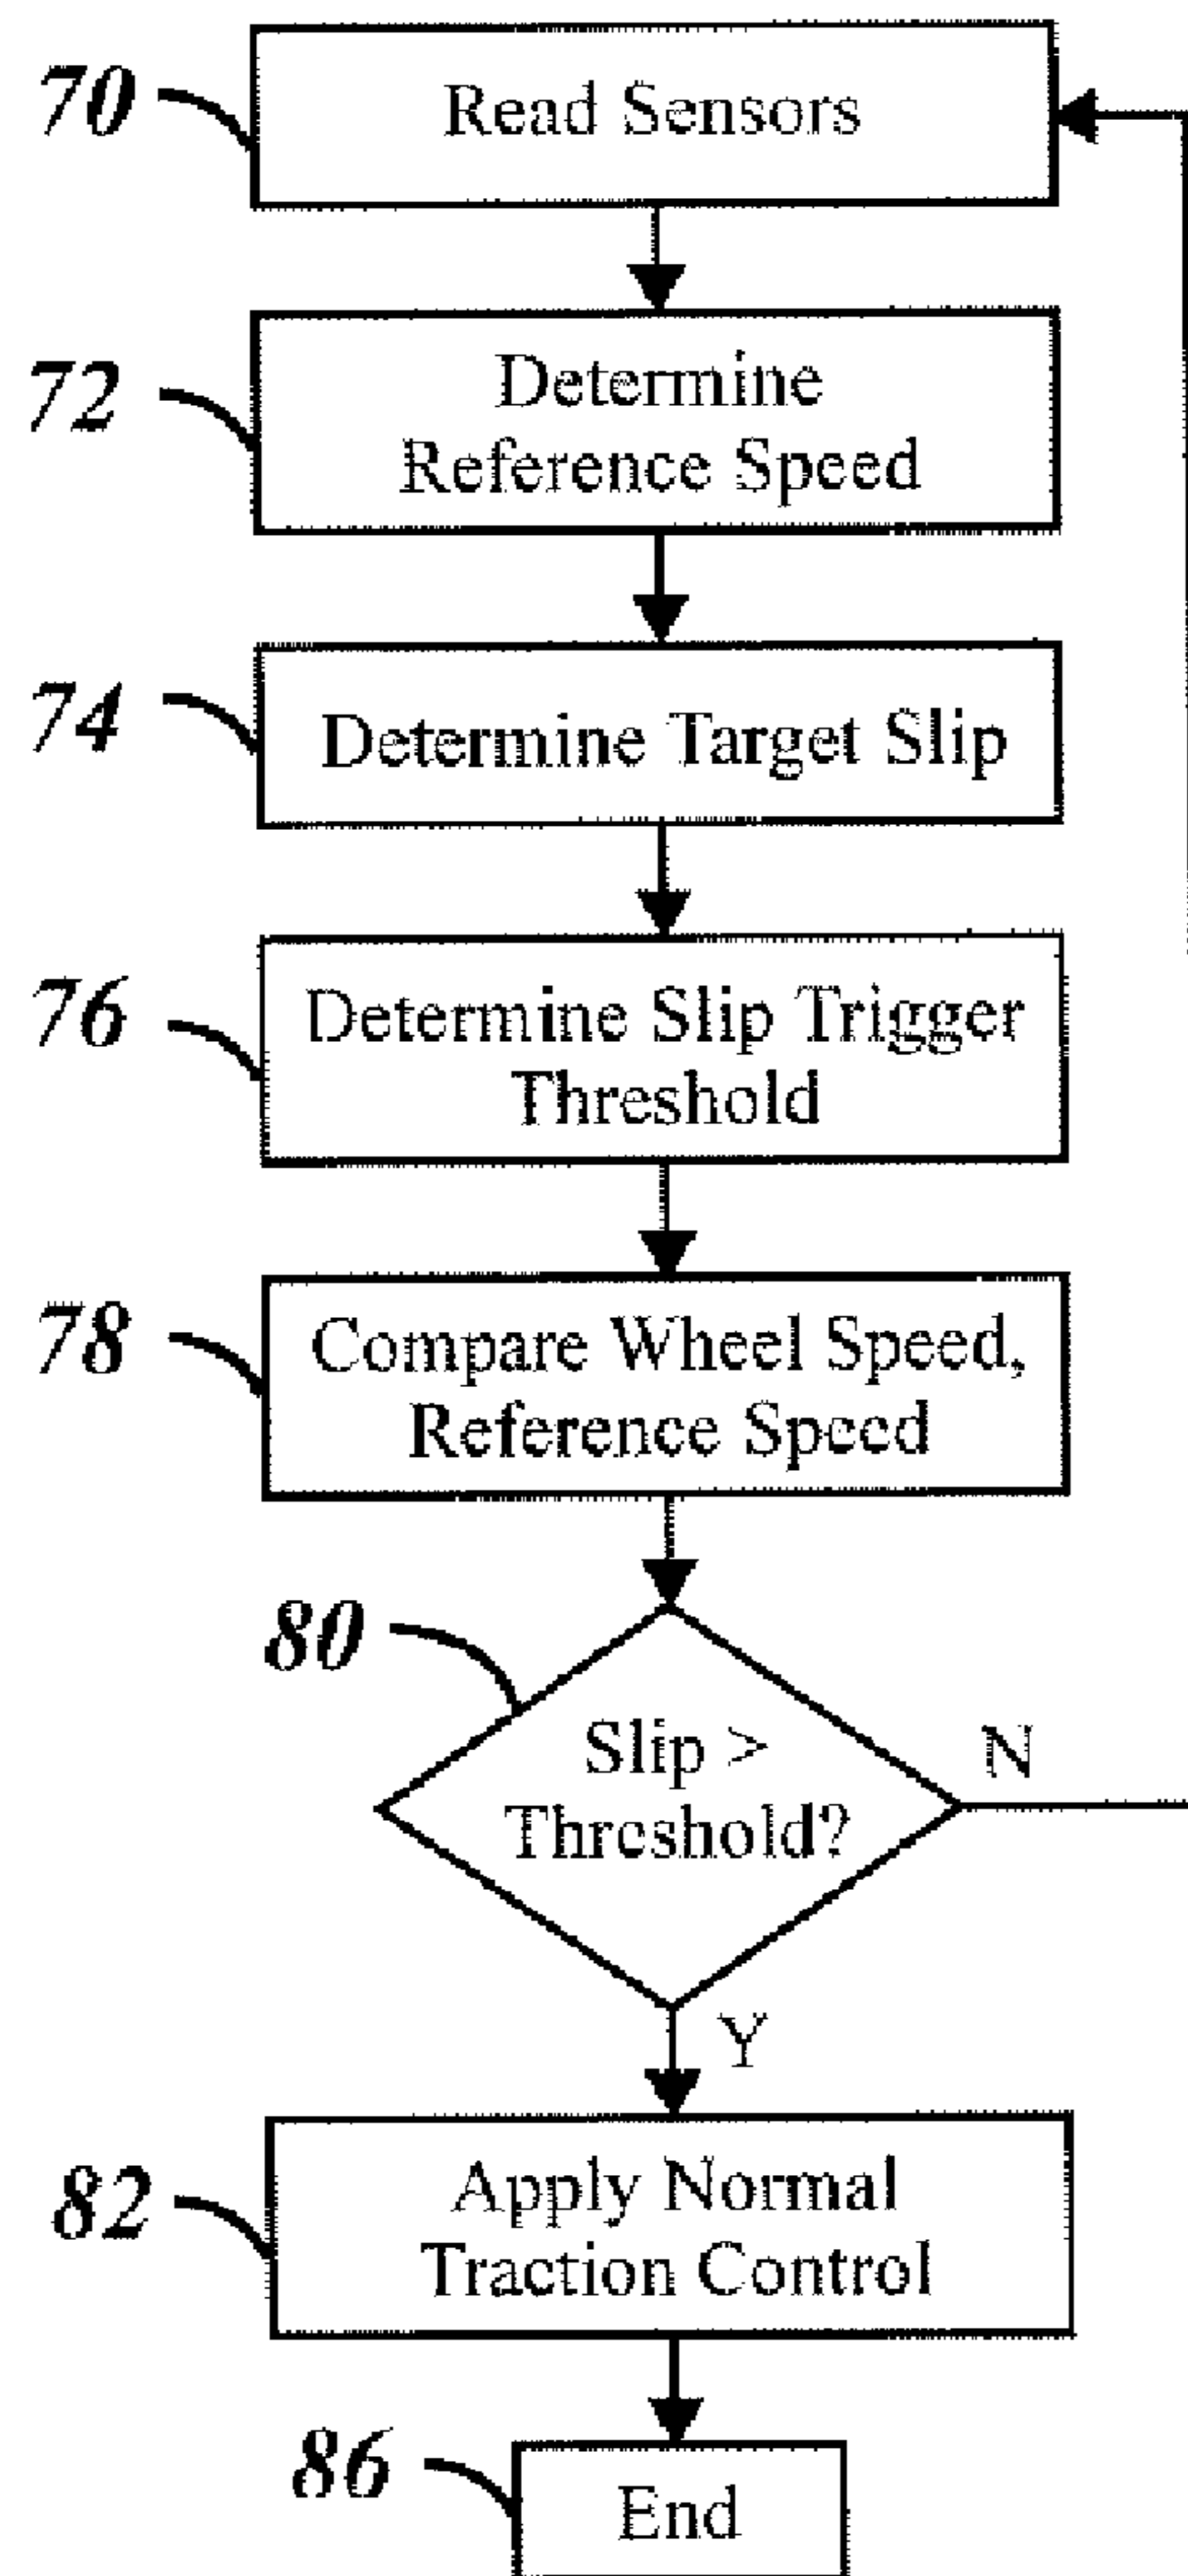 70
Read Sensors
72
Determine
Reference Speed
74
Determine Target Slip
76
Determine Slip Trigger
Threshold
78
Compare Wheel Speed,
Reference Speed
80
Slip >
Threshold?
N
Y
82
Apply Normal
Traction Control
86
End